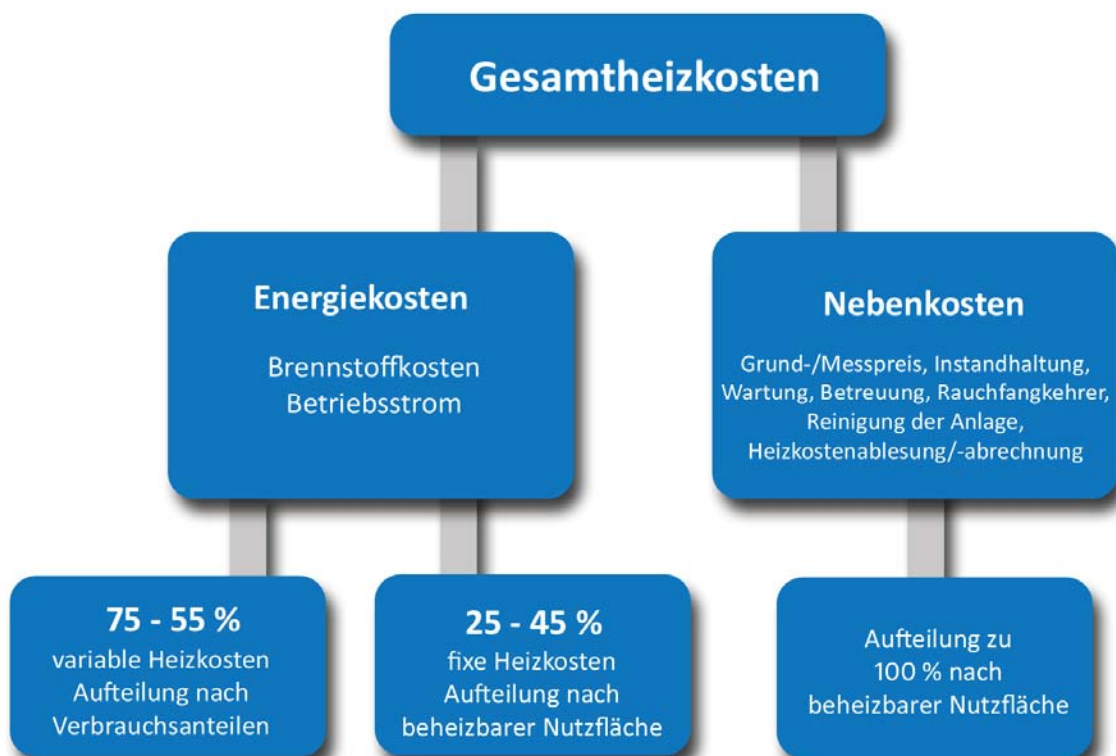 Gesamtheizkosten
Energiekosten
Brennstoffkosten
Betriebsstrom
Nebenkosten
Grund-/Messpreis, Instandhaltung,
Wartung, Betreuung, Rauchfangkehrer,
Reinigung der Anlage,
Heizkostenablesung/-abrechnung
75 - 55 %
variable Heizkosten
Aufteilung nach
Verbrauchsanteilen
25 - 45 %
fixe Heizkosten
Aufteilung nach
beheizbarer Nutzfläche
Aufteilung zu
100 % nach
beheizbarer Nutzfläche